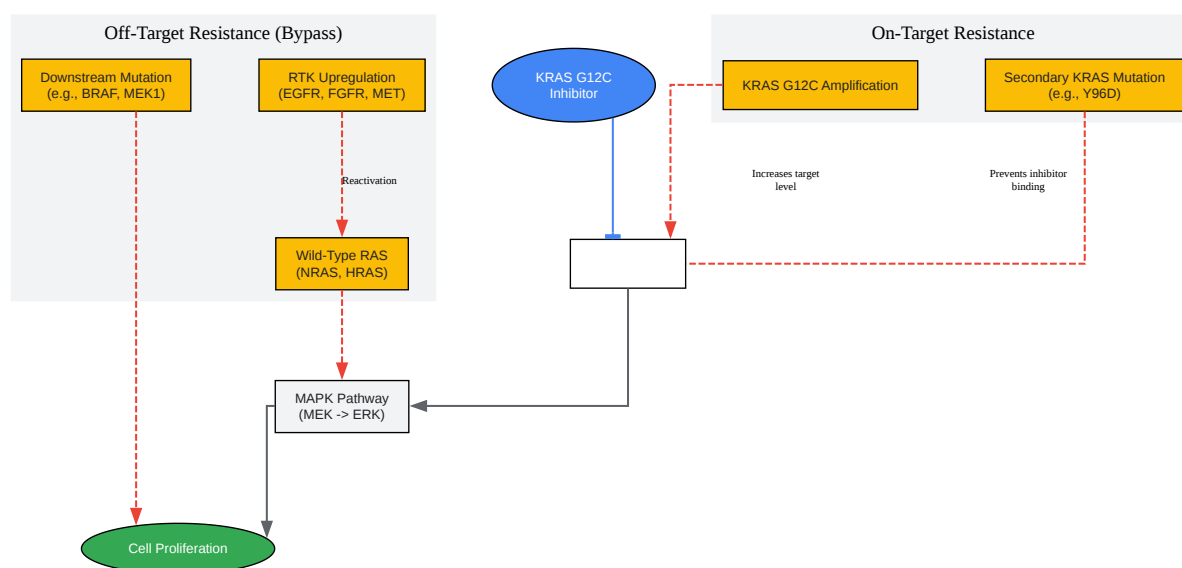 Off-Target Resistance (Bypass)
On-Target Resistance
Downstream Mutation
(e.g., BRAF, MEK1)
RTK Upregulation
(EGFR, FGFR, MET)
KRAS G12C
Inhibitor
KRAS G12C Amplification
Secondary KRAS Mutation
(e.g., Y96D)
Reactivation
Increases target
level
Prevents inhibitor
binding
Wild-Type RAS
(NRAS, HRAS)
MAPK Pathway
(MEK -> ERK)
Cell Proliferation